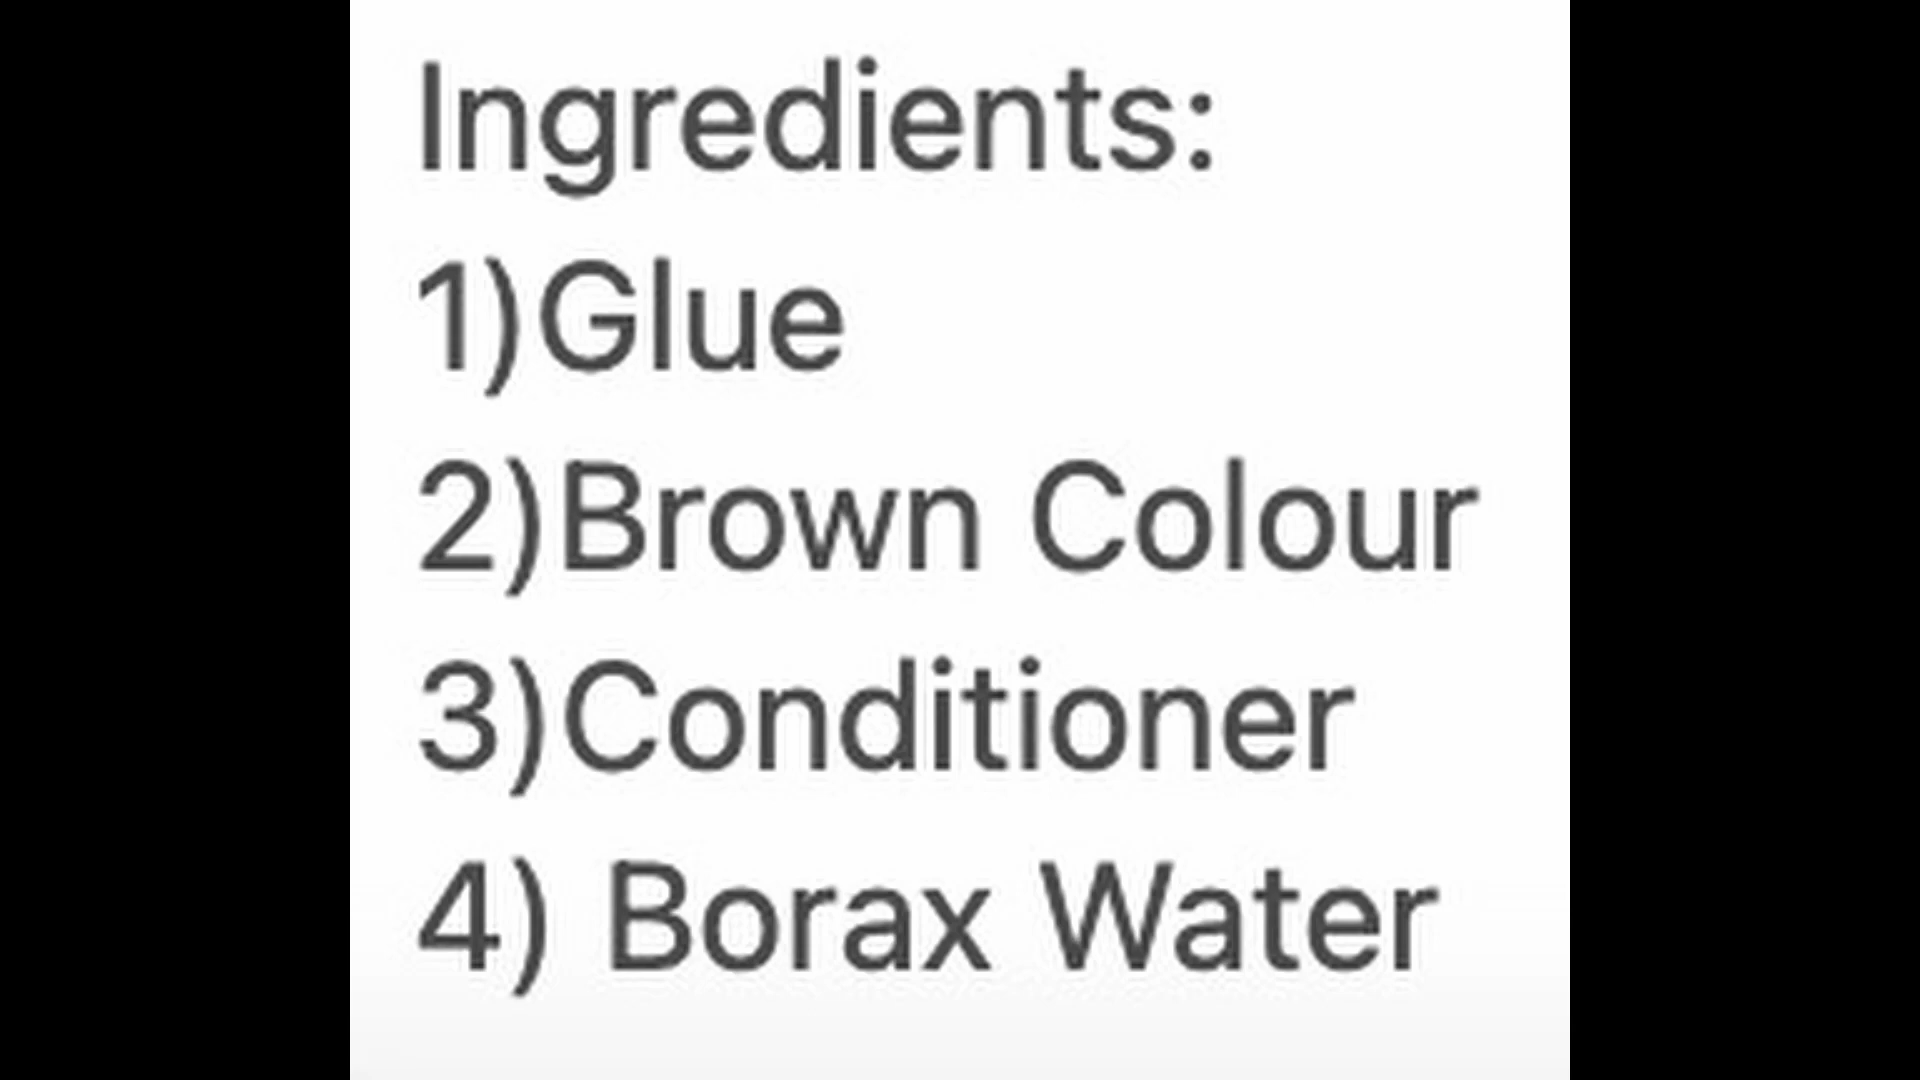 Ingredients:
1)Glue
2)Brown Colour
3)Conditioner
4) Borax Water